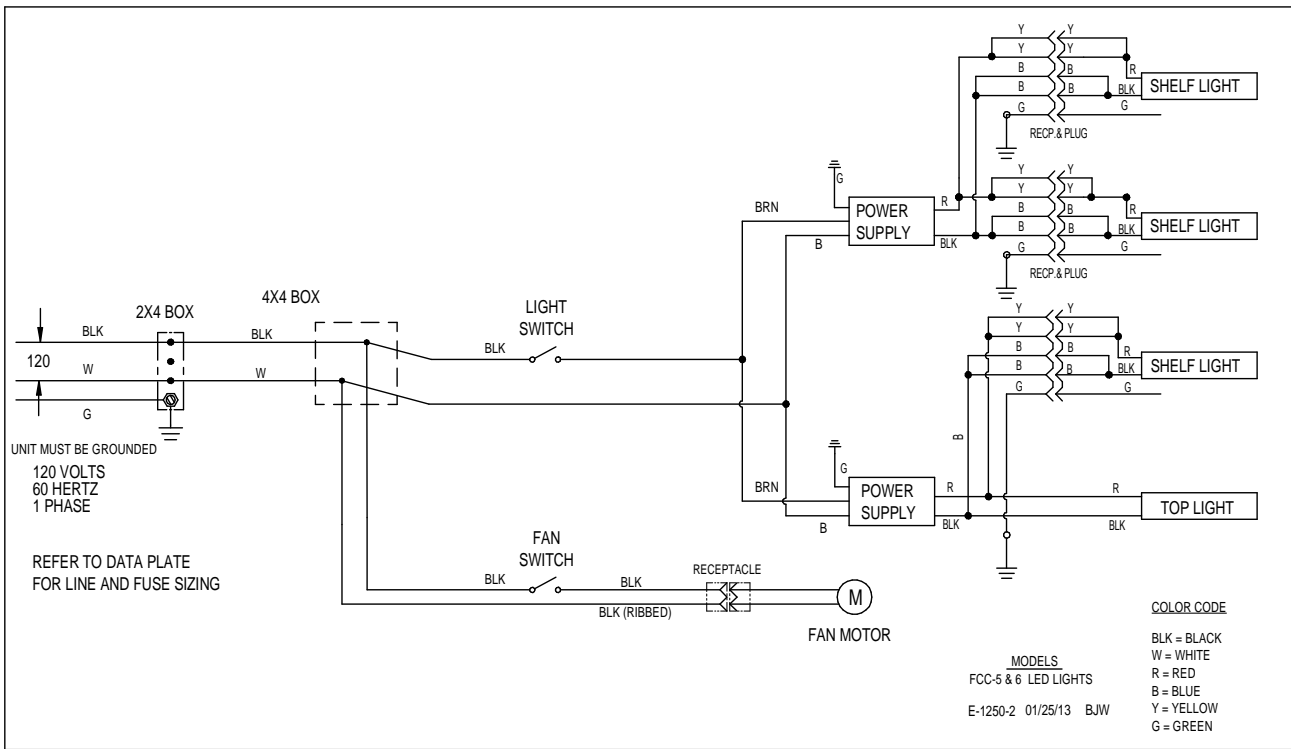 Y Y
Y Y
B B
R
SHELF LIGHT
B B
BLK
G
G
RECP.& PLUG
Y Y
G
Y Y
R
BRN
POWER
SUPPLY
R
B B
SHELF LIGHT
B
BLK
B B
BLK
G
G
RECP.& PLUG
4X4 BOX
2X4 BOX
LIGHT
SWITCH
Y Y
Y Y
BLK
BLK
BLK
B B
R
SHELF LIGHT
120
W
W
B B
BLK
G
G
G
B
UNIT MUST BE GROUNDED
120 VOLTS
60 HERTZ
1 PHASE
G
BRN
POWER
SUPPLY
R
R
TOP LIGHT
B
BLK
BLK
FAN
SWITCH
REFER TO DATA PLATE
FOR LINE AND FUSE SIZING
RECEPTACLE
BLK
BLK
M
BLK (RIBBED)
FAN MOTOR
COLOR CODE
BLK = BLACK
W = WHITE
R = RED
B = BLUE
Y = YELLOW
G = GREEN
MODELS
FCC-5 & 6 LED LIGHTS
E-1250-2 01/25/13 BJW